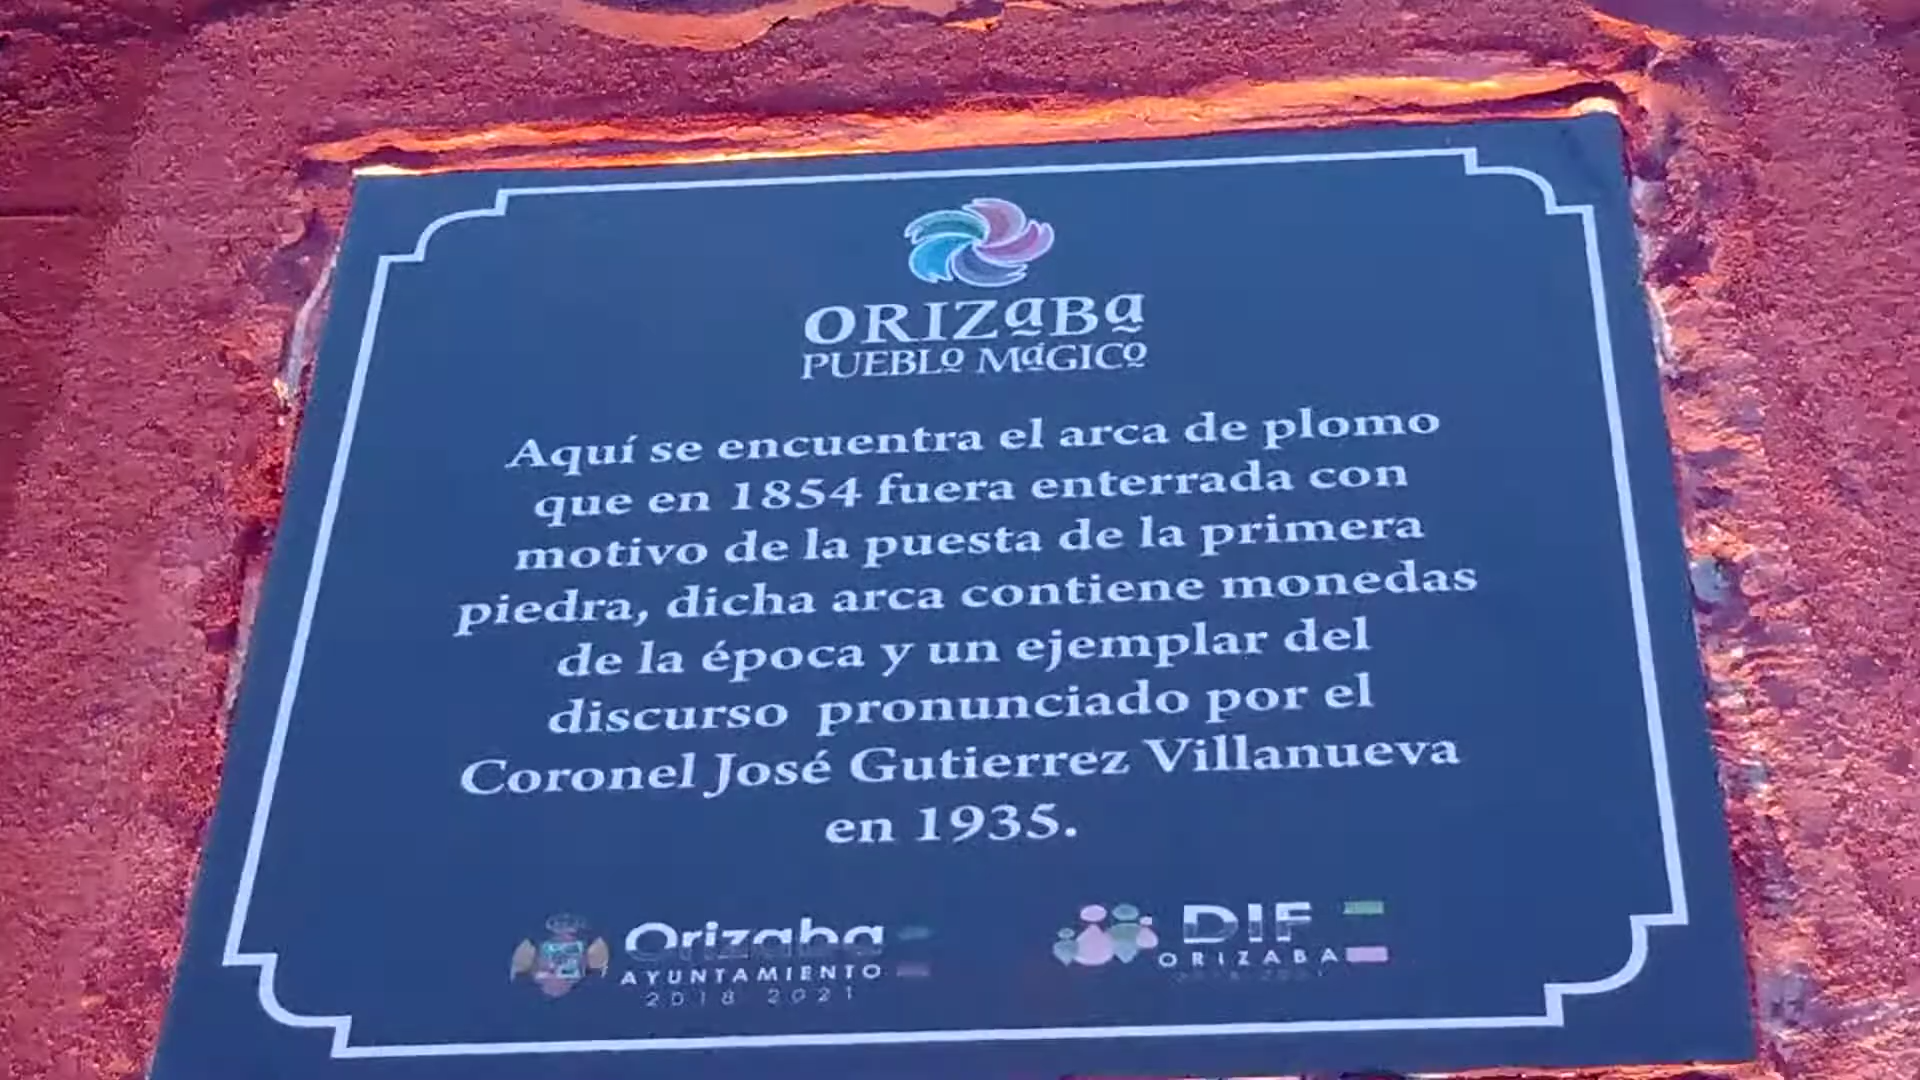 ORIZABA
PUEBLO MÁGICO
Aquí se encuentra el arca de plomo
que en 1854 fuera enterrada con
motivo de la puesta de la primera
piedra, dicha arca contiene monedas
de la época y un ejemplar del
discurso pronunciado por el
Coronel José Gutierrez Villanueva
en 1935.
Orizaba
AYUNTAMIENTO
2018 2021
DIF
ORIZABA